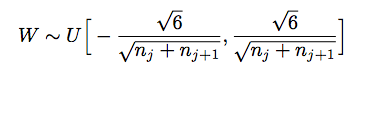 W ∼ U[ − √6 / √(n_j + n_{j+1}), √6 / √(n_j + n_{j+1}) ]